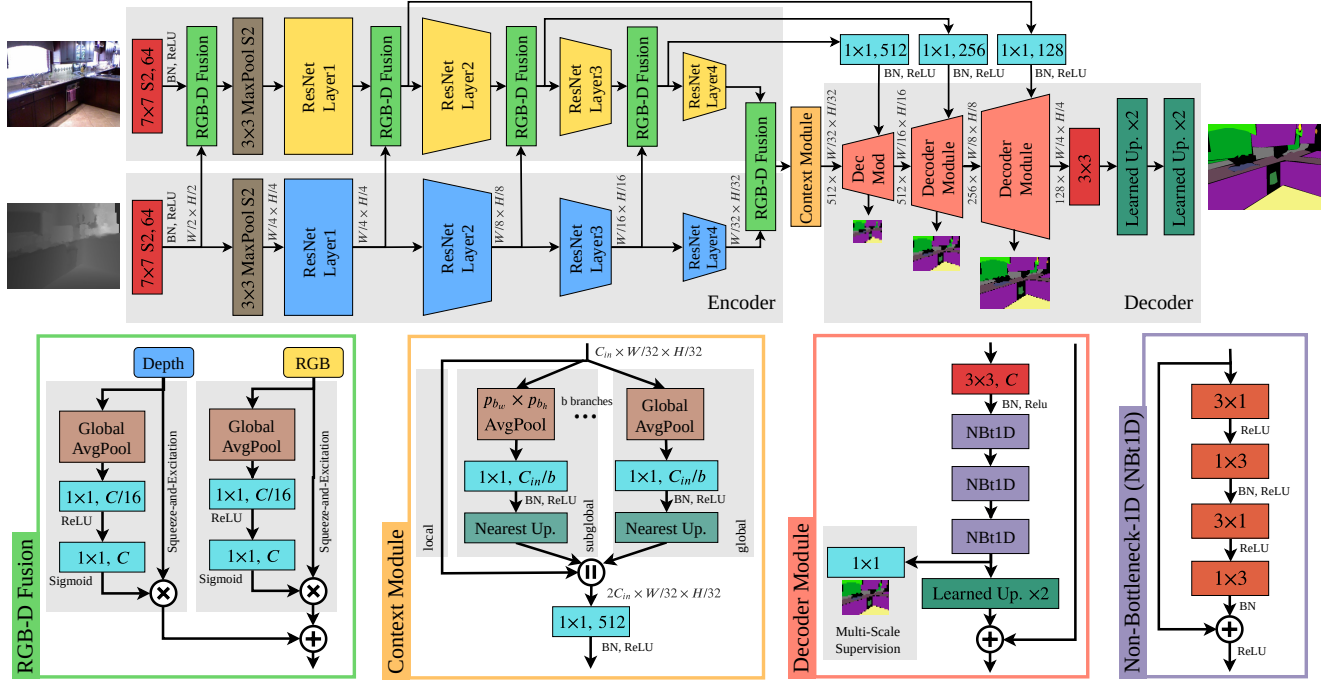 7×7 S2, 64
BN, ReLU
RGB-D Fusion
3×3 MaxPool S2
ResNet
Layer1
RGB-D Fusion
ResNet
Layer2
RGB-D Fusion
ResNet
Layer3
RGB-D Fusion
ResNet
Layer4
7×7 S2, 64
BN, ReLU
W/2 × H/2
3×3 MaxPool S2
W/4 × H/4
ResNet
Layer1
W/4 × H/4
ResNet
Layer2
W/8 × H/8
ResNet
Layer3
W/16 × H/16
ResNet
Layer4
W/32 × H/32
RGB-D Fusion
Encoder
Context Module
1×1, 512
BN, ReLU
1×1, 256
BN, ReLU
1×1, 128
BN, ReLU
512 × W/32 × H/32
Dec
Mod
512 × W/16 × H/16
Decoder
Module
256 × W/8 × H/8
Decoder
Module
128 × W/4 × H/4
3×3
Learned Up. ×2
Learned Up. ×2
Decoder
RGB-D Fusion
Depth
RGB
Global
AvgPool
1×1, C/16
ReLU
1×1, C
Sigmoid
Squeeze-and-Excitation
Global
AvgPool
1×1, C/16
ReLU
1×1, C
Sigmoid
Squeeze-and-Excitation
Context Module
C_in × W/32 × H/32
local
p_bw × p_bh
AvgPool
1×1, C_in/b
BN, ReLU
Nearest Up.
subglobal
b branches
Global
AvgPool
1×1, C_in/b
BN, ReLU
Nearest Up.
global
2C_in × W/32 × H/32
1×1, 512
BN, ReLU
Decoder Module
3×3, C
BN, Relu
NBt1D
NBt1D
NBt1D
1×1
Learned Up. ×2
Multi-Scale
Supervision
Non-Bottleneck-1D (NBt1D)
3×1
ReLU
1×3
BN, ReLU
3×1
ReLU
1×3
BN
ReLU